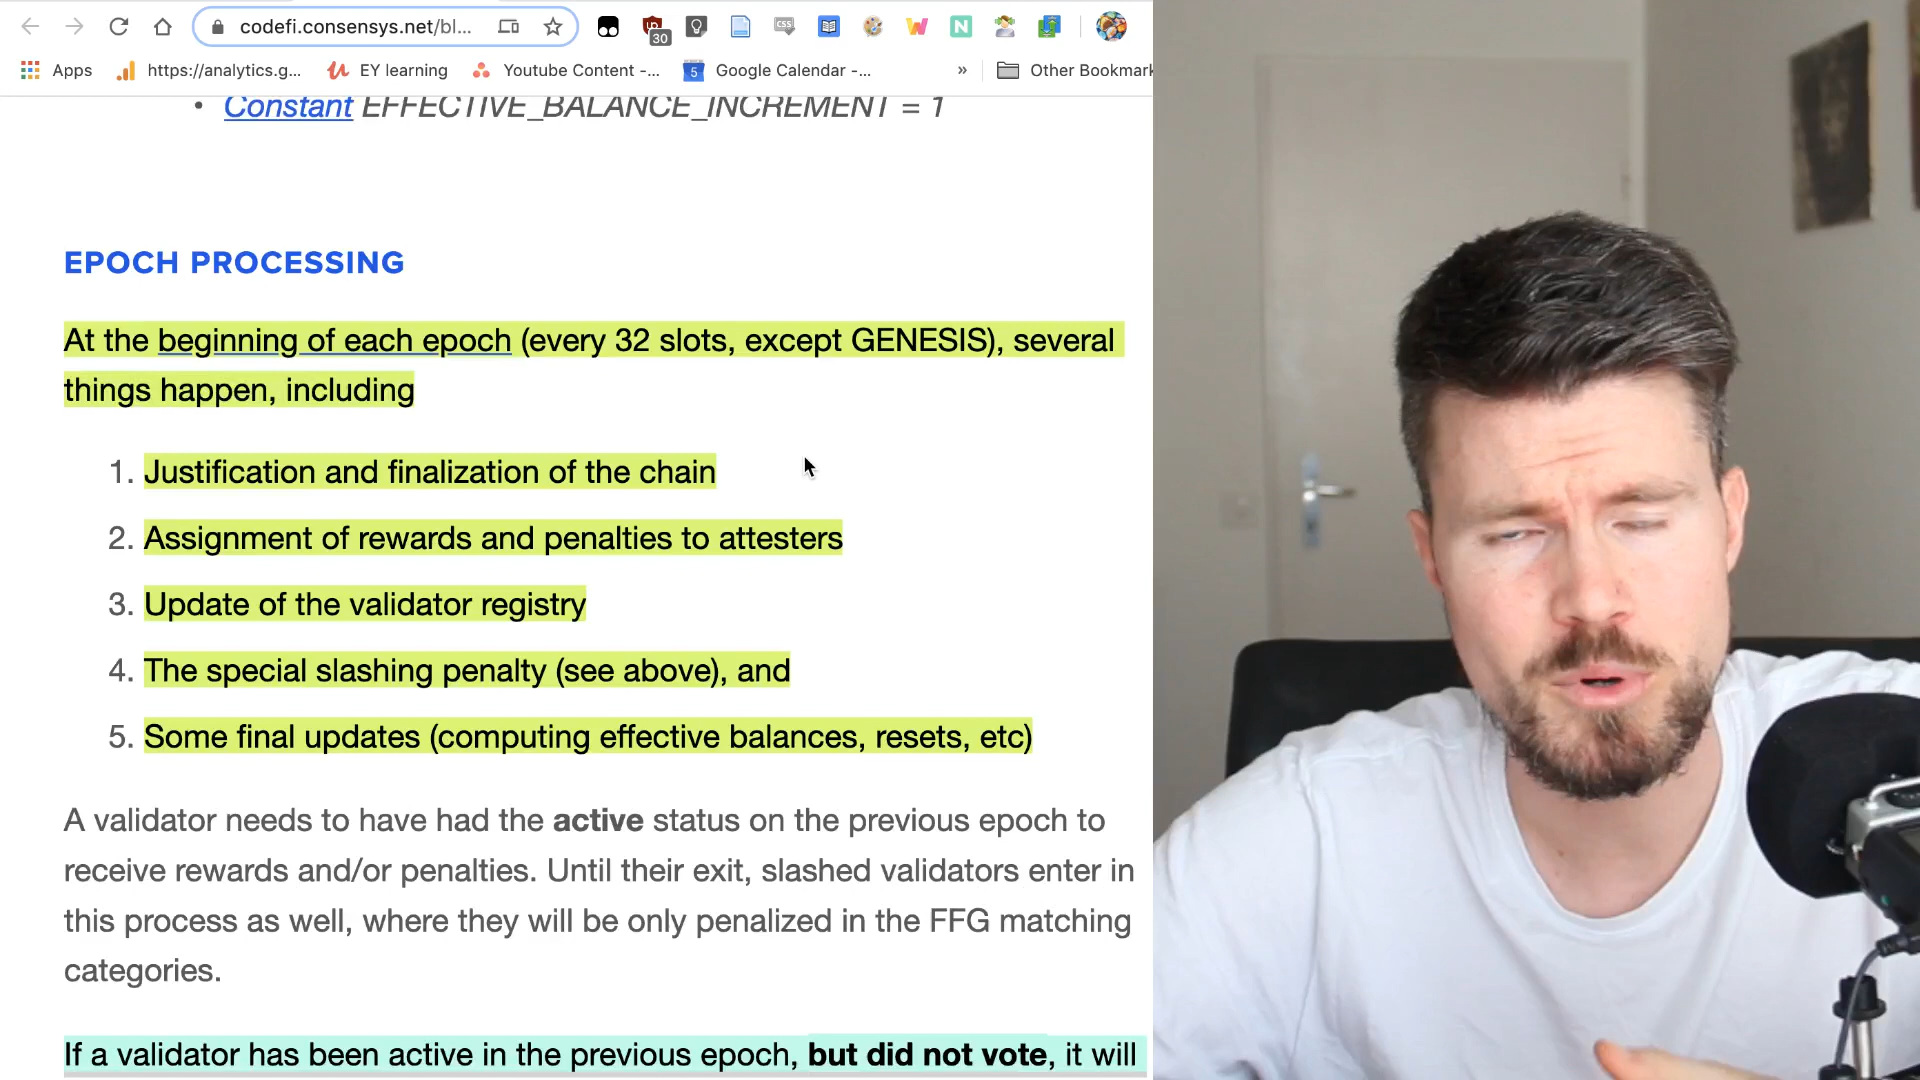 codefi.consensys.net/bl...
30
Apps
https://analytics.g...
EY learning
Youtube Content -...
5
Google Calendar -...
»
Other Bookmark
• Constant EFFECTIVE_BALANCE_INCREMENT = 1
EPOCH PROCESSING
At the beginning of each epoch (every 32 slots, except GENESIS), several
things happen, including
1. Justification and finalization of the chain
2. Assignment of rewards and penalties to attesters
3. Update of the validator registry
4. The special slashing penalty (see above), and
5. Some final updates (computing effective balances, resets, etc)
A validator needs to have had the active status on the previous epoch to
receive rewards and/or penalties. Until their exit, slashed validators enter in
this process as well, where they will be only penalized in the FFG matching
categories.
If a validator has been active in the previous epoch, but did not vote, it will